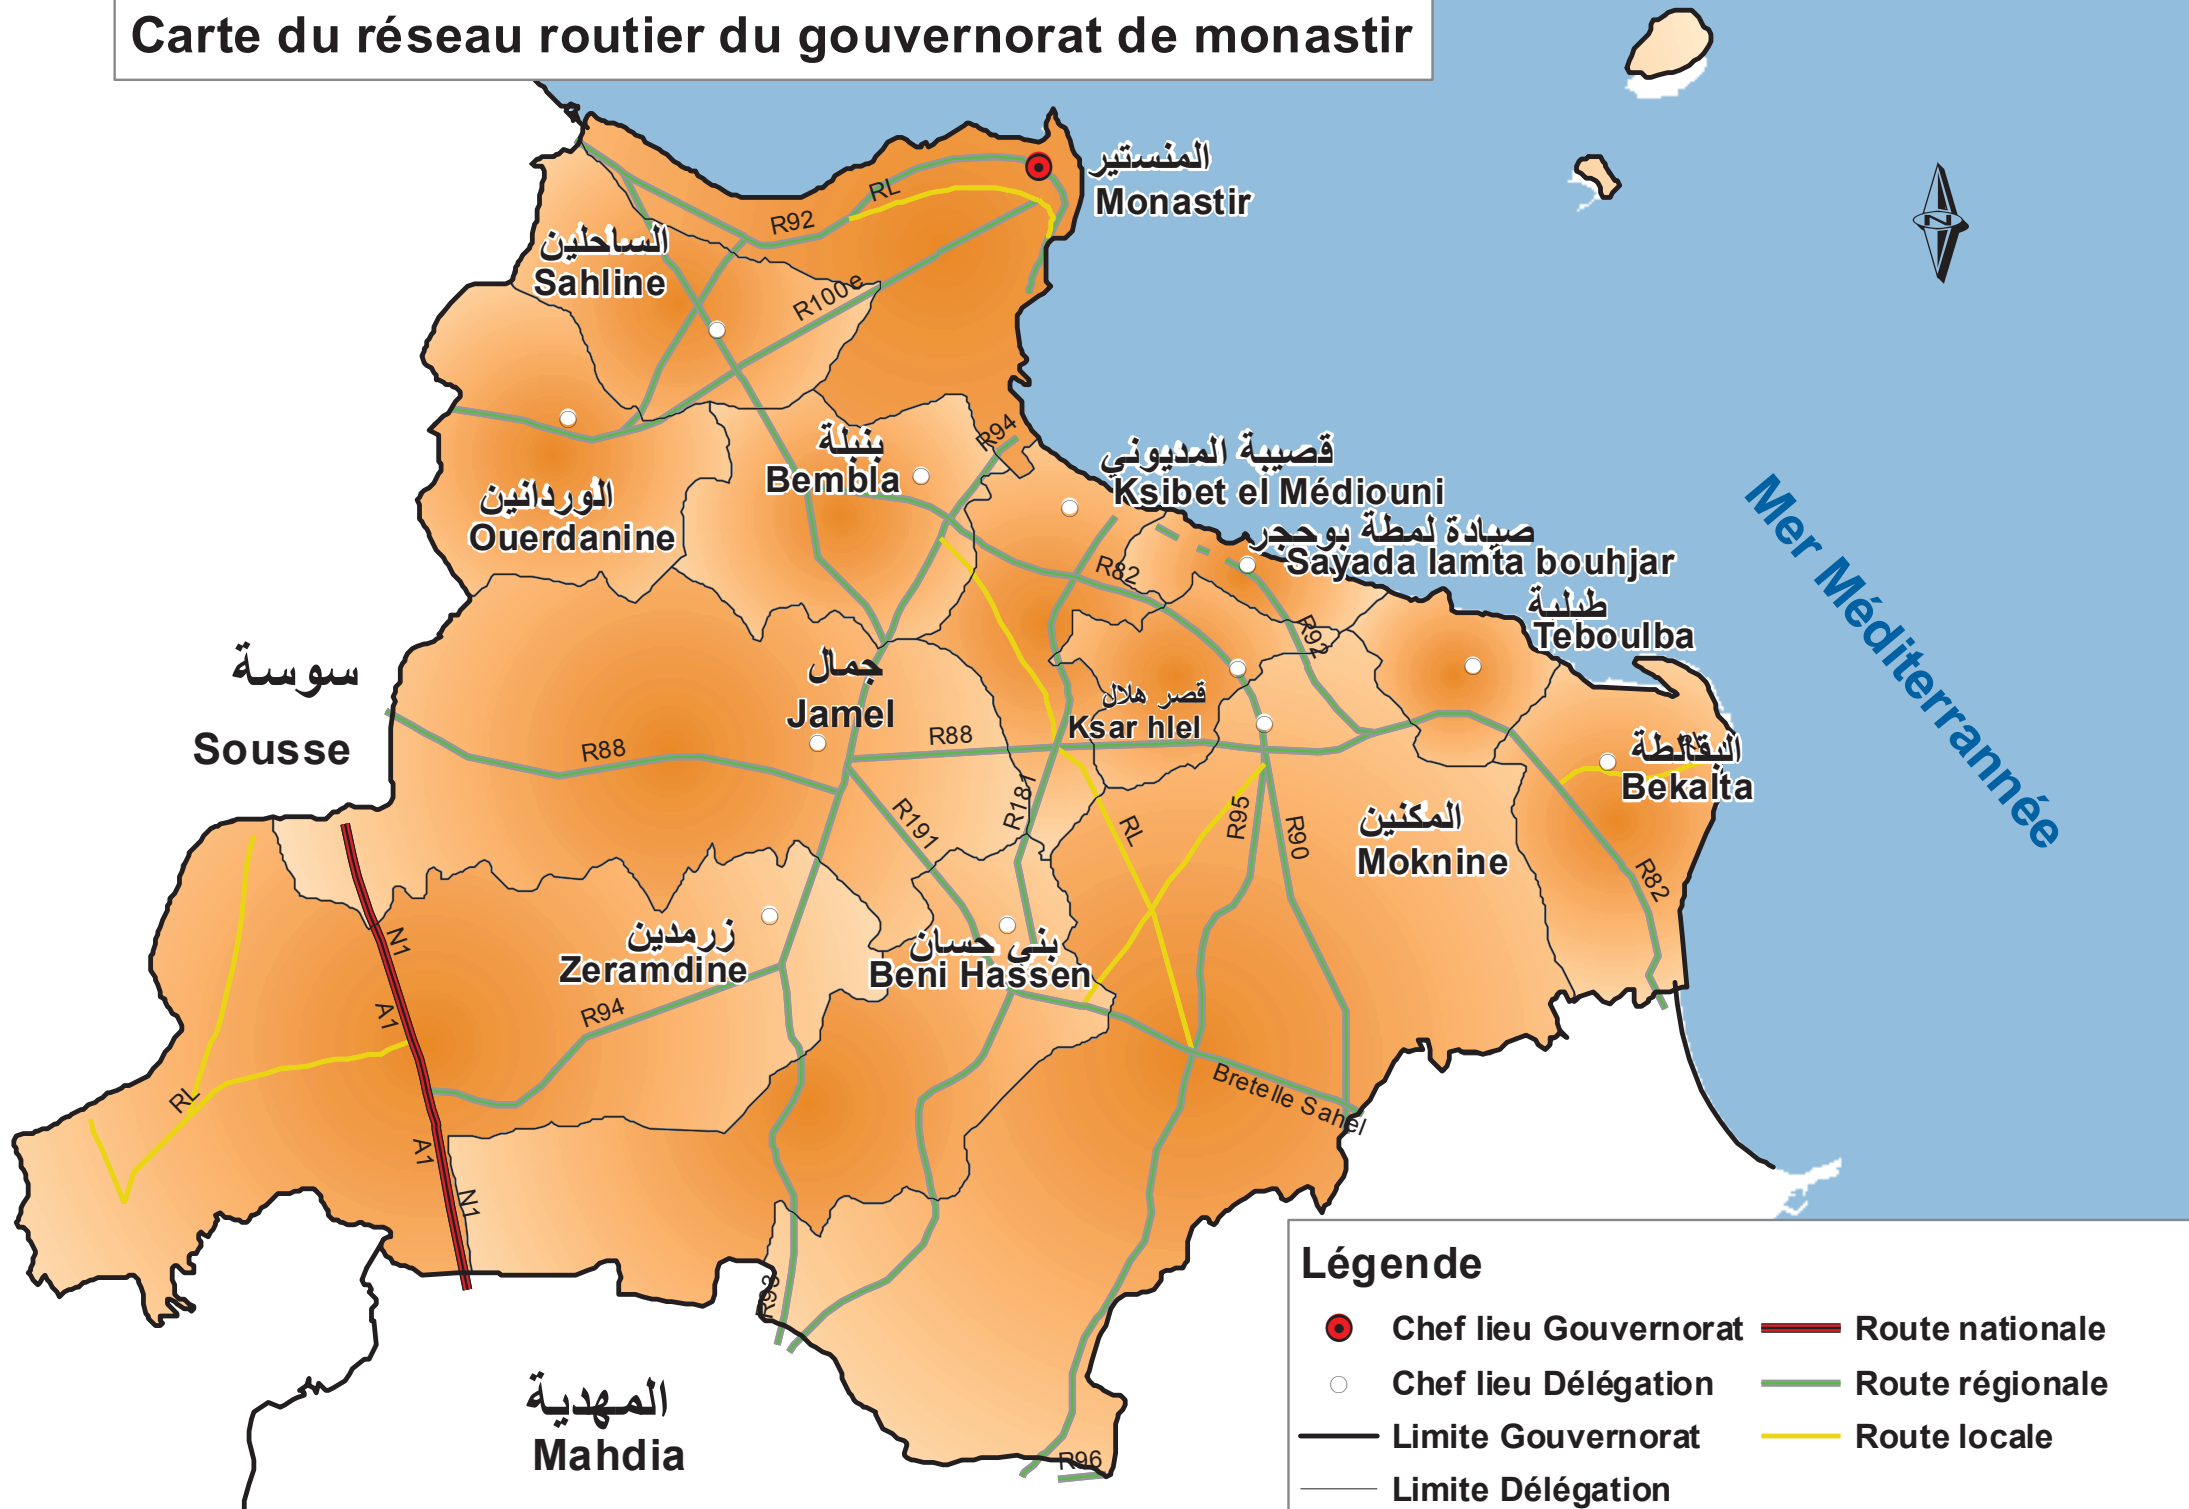 Carte du réseau routier du gouvernorat de monastir
المنستير
Monastir
RL
R92
الساحلين
Sahline
R100e
N
R94
بنبلة
Bembla
قصيبة المديوني
Ksibet el Médiouni
الوردانين
Ouerdanine
صيادة لمطة بوحجر
Sayada lamta bouhjar
R82
طبلبة
Teboulba
R92
Mer Méditerrannée
سوسة
Sousse
جمال
Jamel
قصر هلال
Ksar hlel
R88
R88
البقالطة
Bekalta
R191
R181
RL
R95
R90
المكنين
Moknine
R82
N1
زرمدين
Zeramdine
بني حسان
Beni Hassen
A1
R94
RL
Bretelle Sahel
A1
N1
R93
المهدية
Mahdia
R96
Légende
Chef lieu Gouvernorat
Route nationale
Chef lieu Délégation
Route régionale
Limite Gouvernorat
Route locale
Limite Délégation